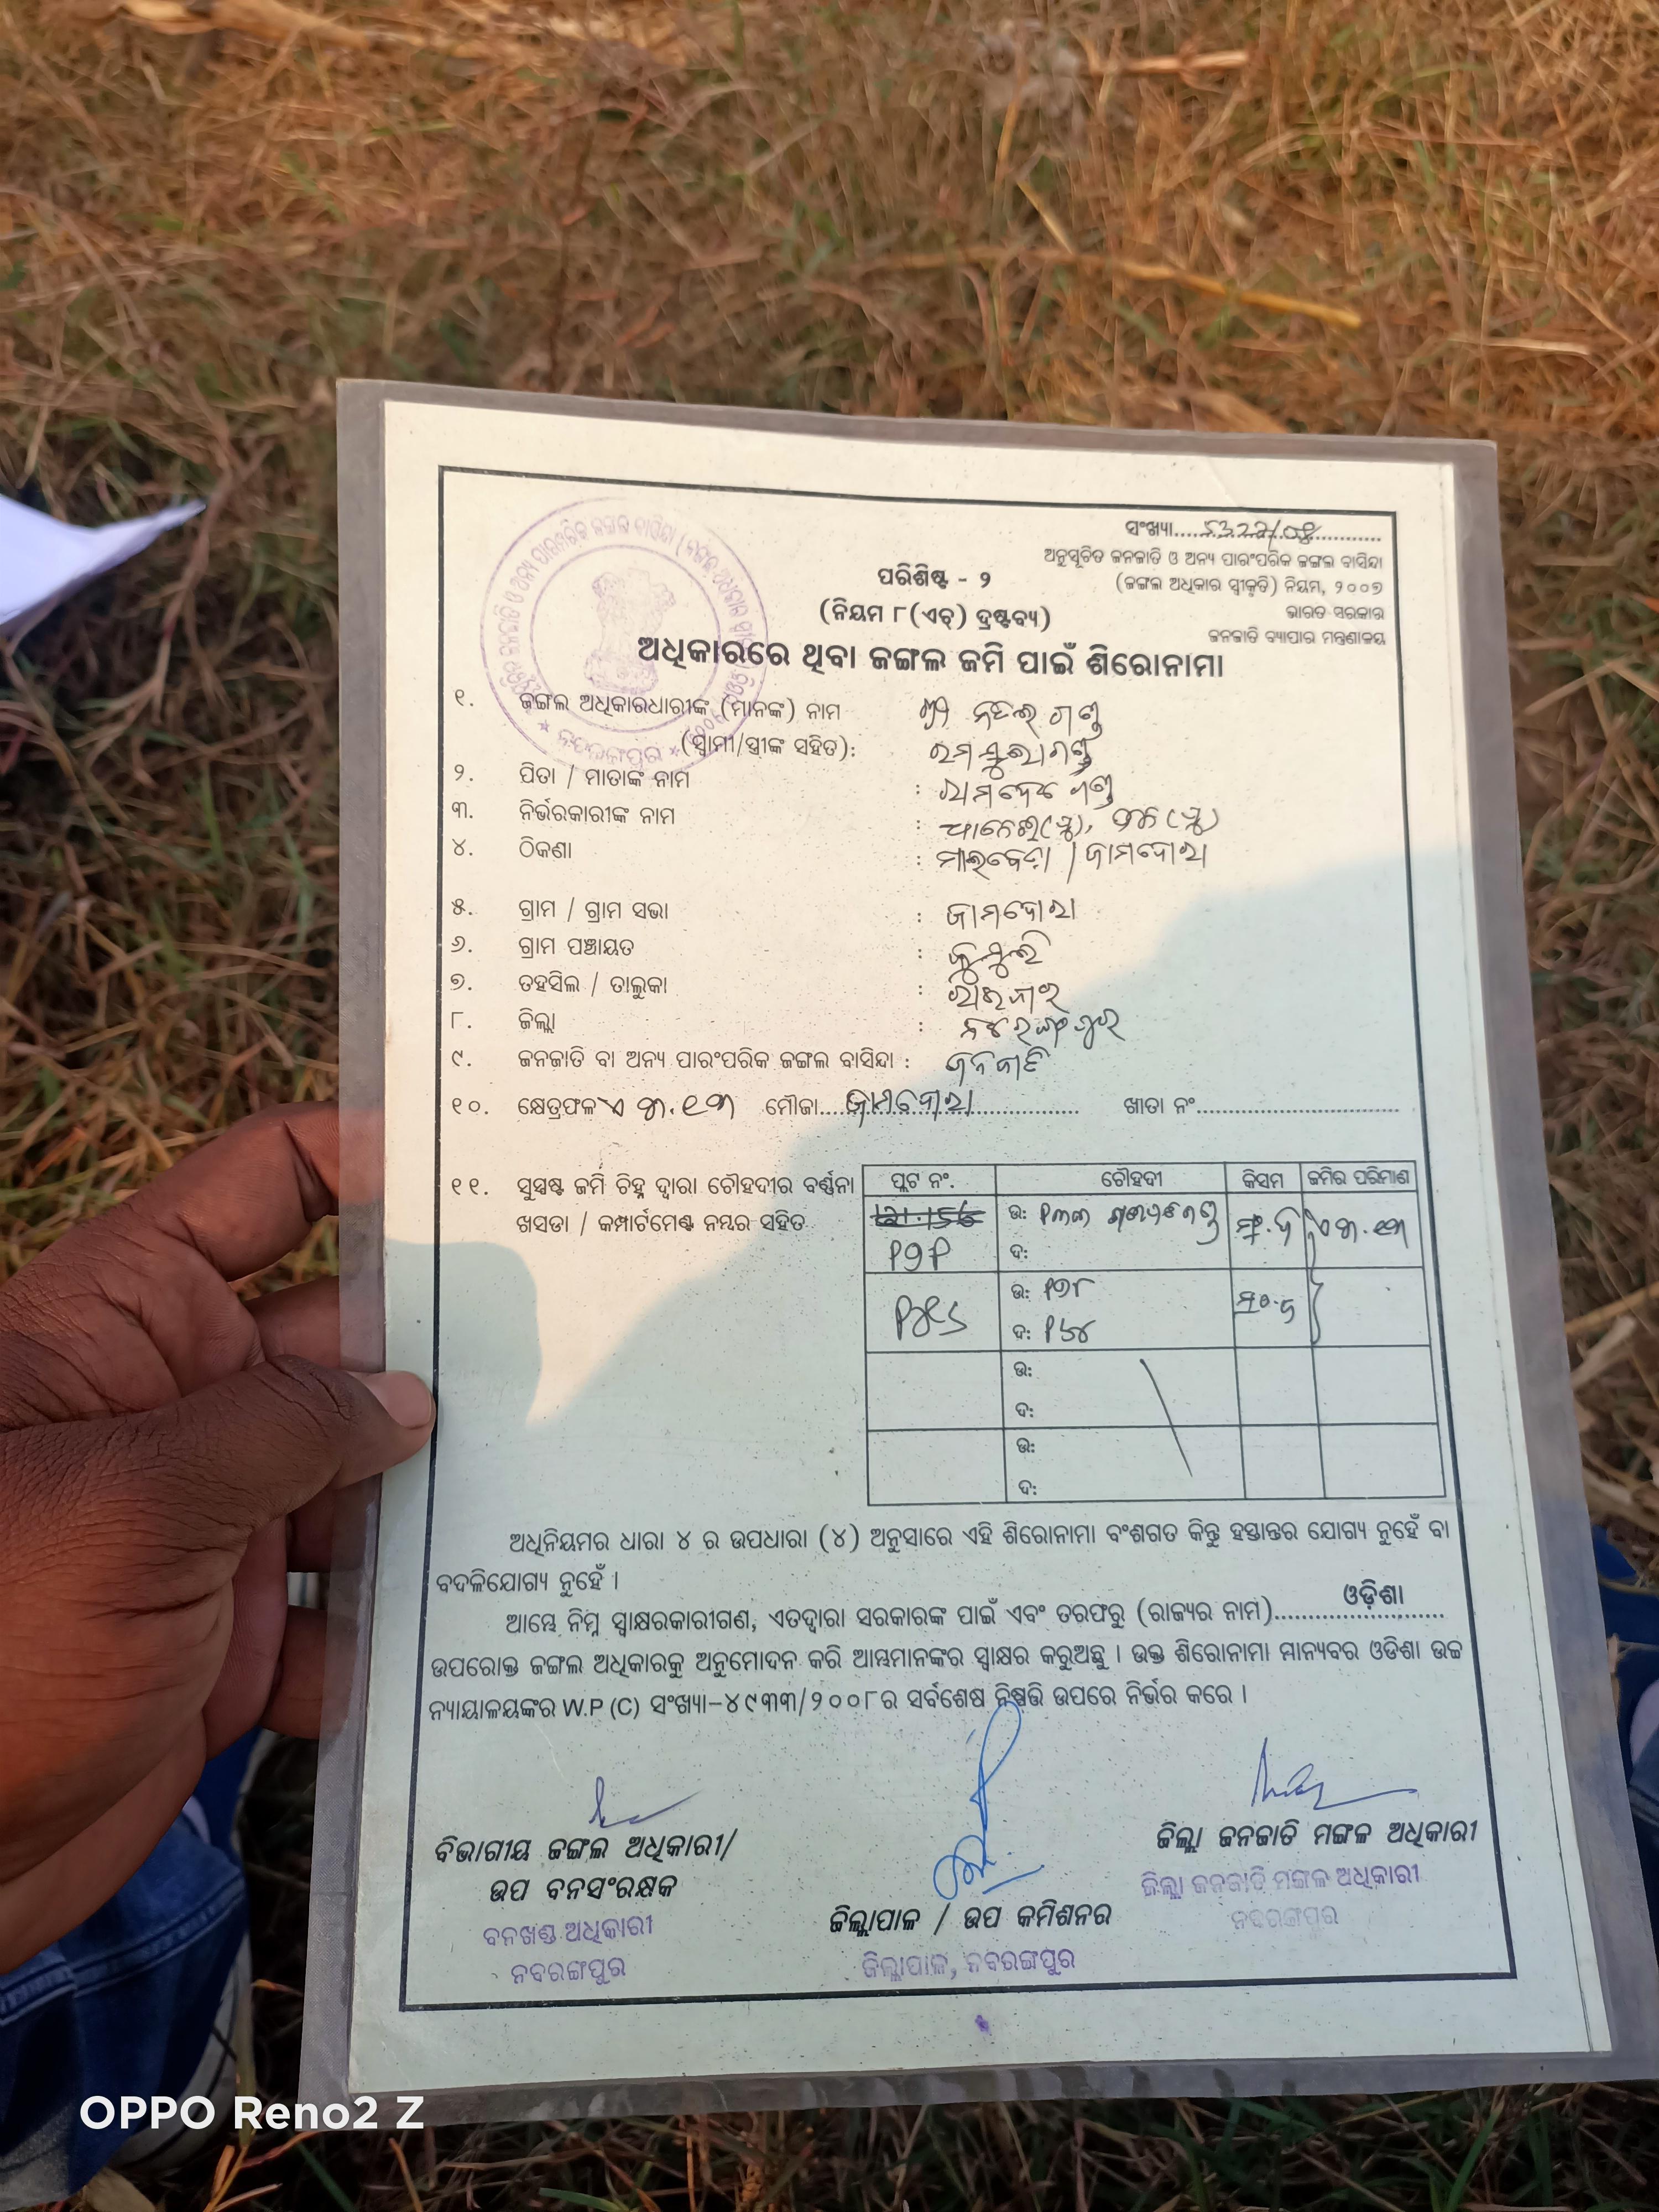 ସଂଖ୍ୟା
ଅନୁସୂଚିତ ଜନଜାତି ଓ ଅନ୍ୟ ପାରଂପରିକ ଜଙ୍ଗଲ ବାସିନ୍ଦା
(ଜଙ୍ଗଲ ଅଧିକାର ସ୍ୱୀକୃତି) ନିୟମ, ୨୦୦୭
ଭାରତ ସରକାର
ଜନଜାତି ବ୍ୟାପାର ମନ୍ତ୍ରଣାଳୟ
ପରିଶିଷ୍ଟ - ୨
(ନିୟମ ୮(ଏଚ୍) ଦ୍ରଷ୍ଟବ୍ୟ)
ଅଧିକାରରେ ଥିବା ଜଙ୍ଗଲ ଜମି ପାଇଁ ଶିରୋନାମା
୧. ଜଙ୍ଗଲ ଅଧିକାରଧାରୀଙ୍କ (ମାନଙ୍କ) ନାମ
(ସ୍ୱାମୀ/ସ୍ତ୍ରୀଙ୍କ ସହିତ):
୨. ପିତା / ମାତାଙ୍କ ନାମ :
୩. ନିର୍ଭରକାରୀଙ୍କ ନାମ :
୪. ଠିକଣା : / ଜାମଦୋରା
୫. ଗ୍ରାମ / ଗ୍ରାମ ସଭା : ଜାମଦୋରା
୬. ଗ୍ରାମ ପଞ୍ଚାୟତ :
୭. ତହସିଲ / ତାଲୁକା : ରାଇଘର
୮. ଜିଲ୍ଲା : ନବରଙ୍ଗପୁର
୯. ଜନଜାତି ବା ଅନ୍ୟ ପାରଂପରିକ ଜଙ୍ଗଲ ବାସିନ୍ଦା : ଜନଜାତି
୧୦. କ୍ଷେତ୍ରଫଳ ମୌଜା ଜାମଦୋରା ଖାତା ନଂ
୧୧. ସୁସ୍ପଷ୍ଟ ଜମି ଚିହ୍ନ ଦ୍ୱାରା ଚୌହଦୀର ବର୍ଣ୍ଣନା
ଖସଡା / କମ୍ପାର୍ଟମେଣ୍ଟ ନମ୍ବର ସହିତ
ପ୍ଲଟ ନଂ. ଚୌହଦୀ କିସମ ଜମିର ପରିମାଣ
ଉ:
ଦ:
ଉ:
ଦ:
ଉ:
ଦ:
ଉ:
ଦ:
ଅଧିନିୟମର ଧାରା ୪ ର ଉପଧାରା (୪) ଅନୁସାରେ ଏହି ଶିରୋନାମା ବଂଶଗତ କିନ୍ତୁ ହସ୍ତାନ୍ତର ଯୋଗ୍ୟ ନୁହେଁ ବା
ବଦଳିଯୋଗ୍ୟ ନୁହେଁ ।
ଆମ୍ଭେ ନିମ୍ନ ସ୍ୱାକ୍ଷରକାରୀଗଣ, ଏତଦ୍ୱାରା ସରକାରଙ୍କ ପାଇଁ ଏବଂ ତରଫରୁ (ରାଜ୍ୟର ନାମ) ଓଡ଼ିଶା
ଉପରୋକ୍ତ ଜଙ୍ଗଲ ଅଧିକାରକୁ ଅନୁମୋଦନ କରି ଆମ୍ଭମାନଙ୍କର ସ୍ୱାକ୍ଷର କରୁଅଛୁ । ଉକ୍ତ ଶିରୋନାମା ମାନ୍ୟବର ଓଡିଶା ଉଚ୍ଚ
ନ୍ୟାୟାଳୟଙ୍କର W.P (C) ସଂଖ୍ୟା-୪୯୩୩/୨୦୦୮ର ସର୍ବଶେଷ ନିଷ୍ପତ୍ତି ଉପରେ ନିର୍ଭର କରେ ।
ବିଭାଗୀୟ ଜଙ୍ଗଲ ଅଧିକାରୀ/
ଉପ ବନସଂରକ୍ଷକ
ବନଖଣ୍ଡ ଅଧିକାରୀ
ନବରଙ୍ଗପୁର
ଜିଲ୍ଲାପାଳ / ଉପ କମିଶନର
ଜିଲ୍ଲାପାଳ, ନବରଙ୍ଗପୁର
ଜିଲ୍ଲା ଜନଜାତି ମଙ୍ଗଳ ଅଧିକାରୀ
ଜିଲ୍ଲା ଜନଜାତି ମଙ୍ଗଳ ଅଧିକାରୀ
ନବରଙ୍ଗପୁର
OPPO Reno2 Z